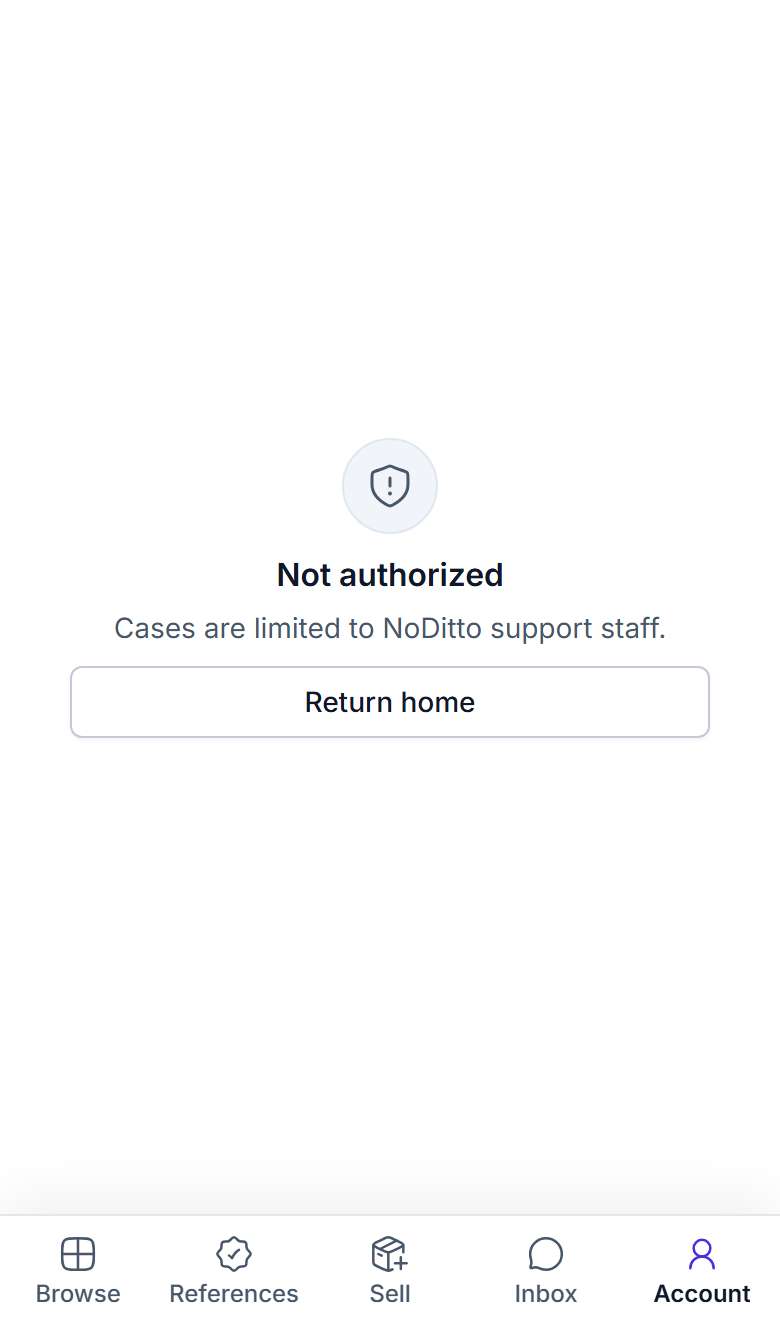 Not authorized
Cases are limited to NoDitto support staff.
Return home
Browse
References
Sell
Inbox
Account